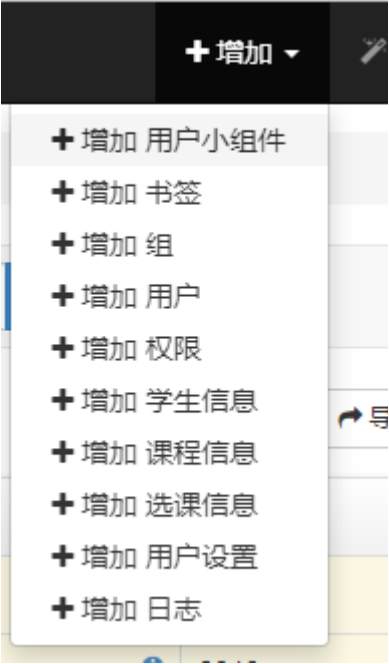 增加
增加 用户小组件
增加 书签
增加 组
增加 用户
增加 权限
增加 学生信息
导
增加 课程信息
增加 选课信息
增加 用户设置
增加 日志